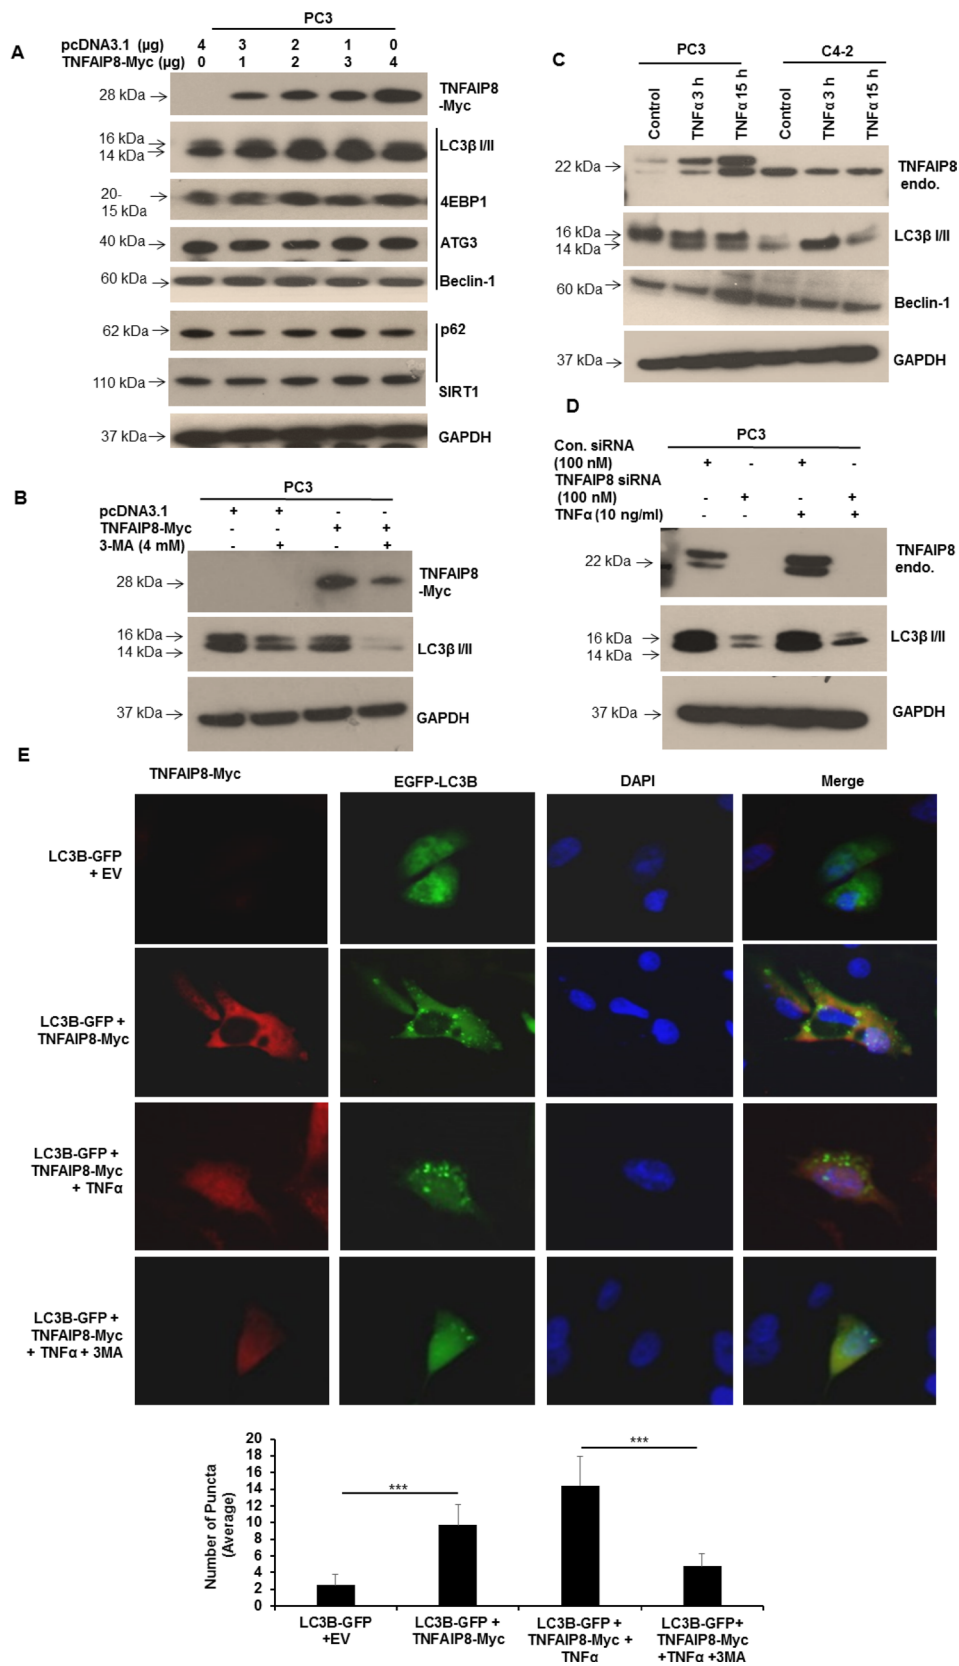 A
PC3
pcDNA3.1 (µg) 4 3 2 1 0
TNFAIP8-Myc (µg) 0 1 2 3 4
28 kDa
TNFAIP8
-Myc
16 kDa
14 kDa
LC3β I/II
20-
15 kDa
4EBP1
40 kDa
ATG3
60 kDa
Beclin-1
62 kDa
p62
110 kDa
SIRT1
37 kDa
GAPDH
B
PC3
pcDNA3.1 + + - -
TNFAIP8-Myc - - + +
3-MA (4 mM) - + - +
28 kDa
TNFAIP8
-Myc
16 kDa
14 kDa
LC3β I/II
37 kDa
GAPDH
C
PC3 C4-2
Control
TNFα 3 h
TNFα 15 h
Control
TNFα 3 h
TNFα 15 h
22 kDa
TNFAIP8
endo.
16 kDa
14 kDa
LC3β I/II
60 kDa
Beclin-1
37 kDa
GAPDH
D
PC3
Con. siRNA
(100 nM) + - + -
TNFAIP8 siRNA
(100 nM) - + - +
TNFα (10 ng/ml) - - + +
22 kDa
TNFAIP8
endo.
16 kDa
14 kDa
LC3β I/II
37 kDa
GAPDH
E
TNFAIP8-Myc EGFP-LC3B DAPI Merge
LC3B-GFP
+ EV
LC3B-GFP +
TNFAIP8-Myc
LC3B-GFP +
TNFAIP8-Myc
+ TNFα
LC3B-GFP +
TNFAIP8-Myc
+ TNFα + 3MA
Number of Puncta
(Average)
20
18
16
14
12
10
8
6
4
2
0
***
***
LC3B-GFP
+EV
LC3B-GFP +
TNFAIP8-Myc
LC3B-GFP +
TNFAIP8-Myc +
TNFα
LC3B-GFP+
TNFAIP8-Myc
+TNFα +3MA